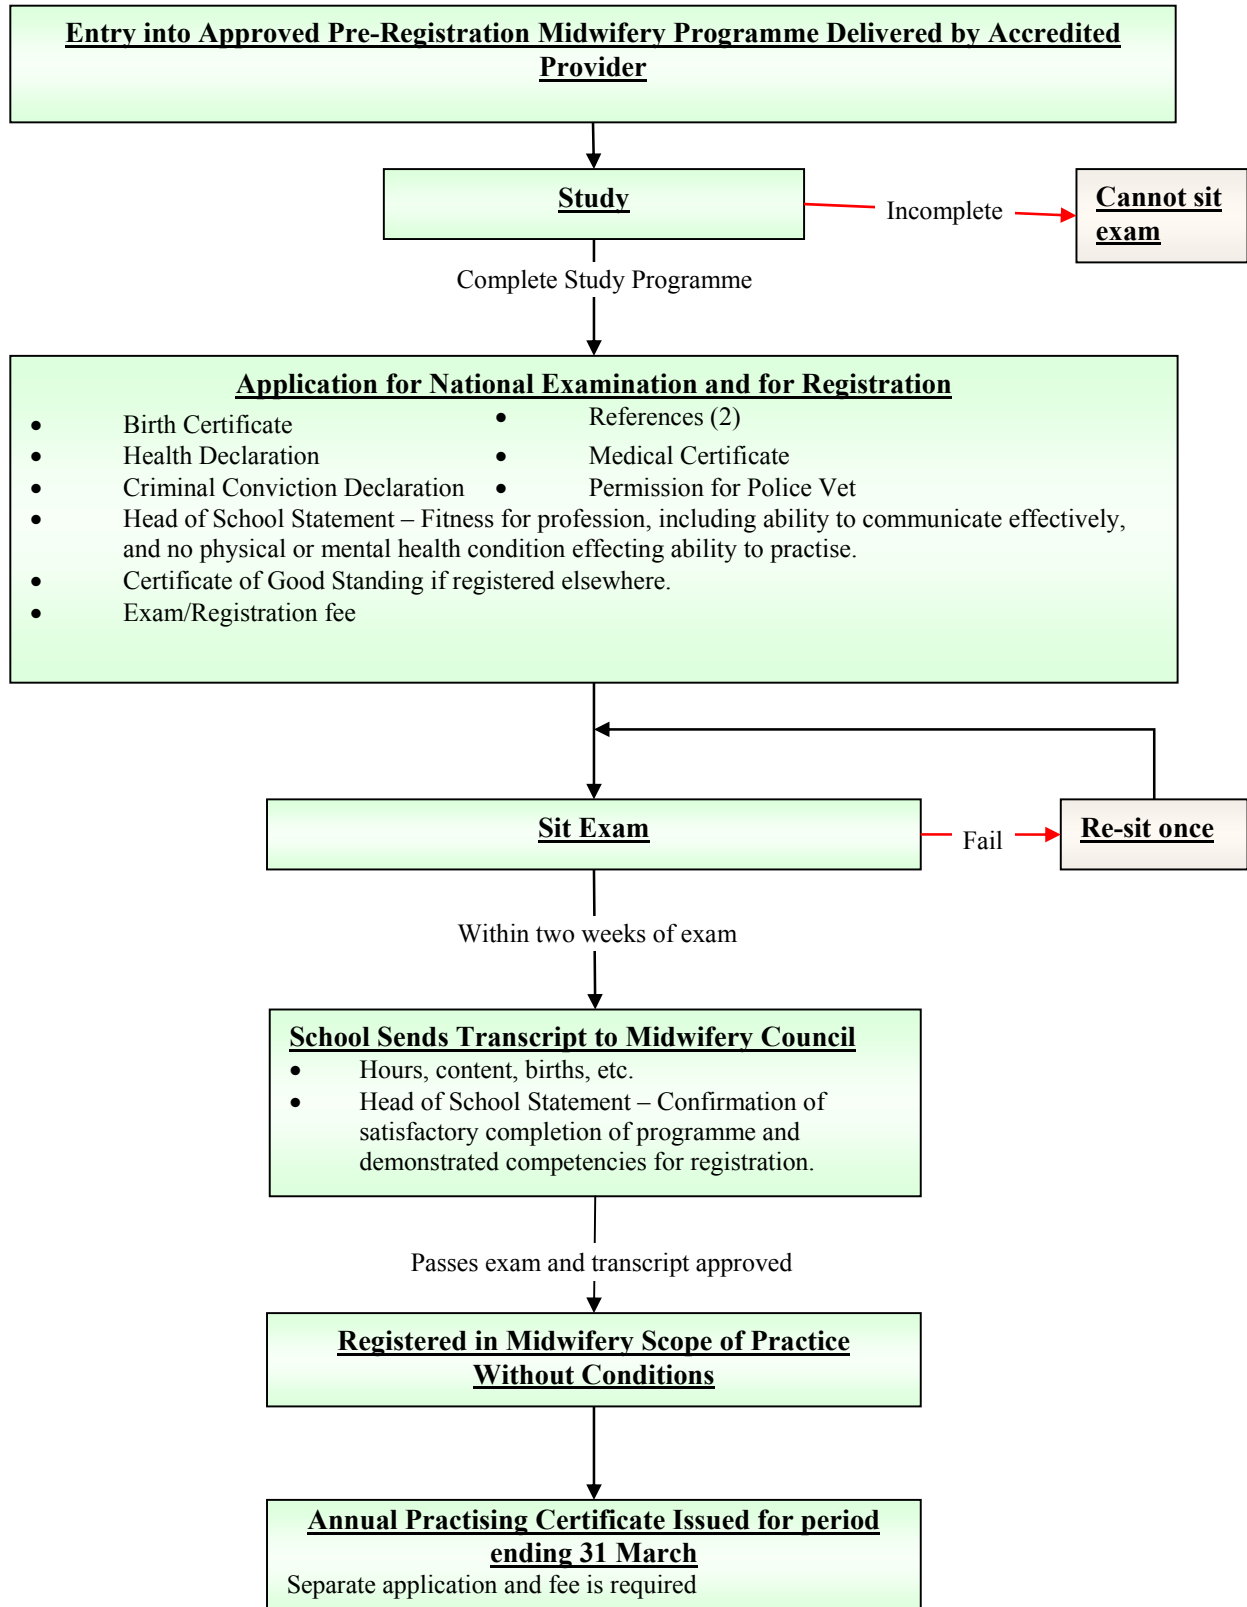 Entry into Approved Pre-Registration Midwifery Programme Delivered by Accredited
Provider
Study
Incomplete
Cannot sit
exam
Complete Study Programme
Application for National Examination and for Registration
• Birth Certificate
• References (2)
• Health Declaration
• Medical Certificate
• Criminal Conviction Declaration
• Permission for Police Vet
• Head of School Statement – Fitness for profession, including ability to communicate effectively,
and no physical or mental health condition effecting ability to practise.
• Certificate of Good Standing if registered elsewhere.
• Exam/Registration fee
Sit Exam
Fail
Re-sit once
Within two weeks of exam
School Sends Transcript to Midwifery Council
• Hours, content, births, etc.
• Head of School Statement – Confirmation of
satisfactory completion of programme and
demonstrated competencies for registration.
Passes exam and transcript approved
Registered in Midwifery Scope of Practice
Without Conditions
Annual Practising Certificate Issued for period
ending 31 March
Separate application and fee is required